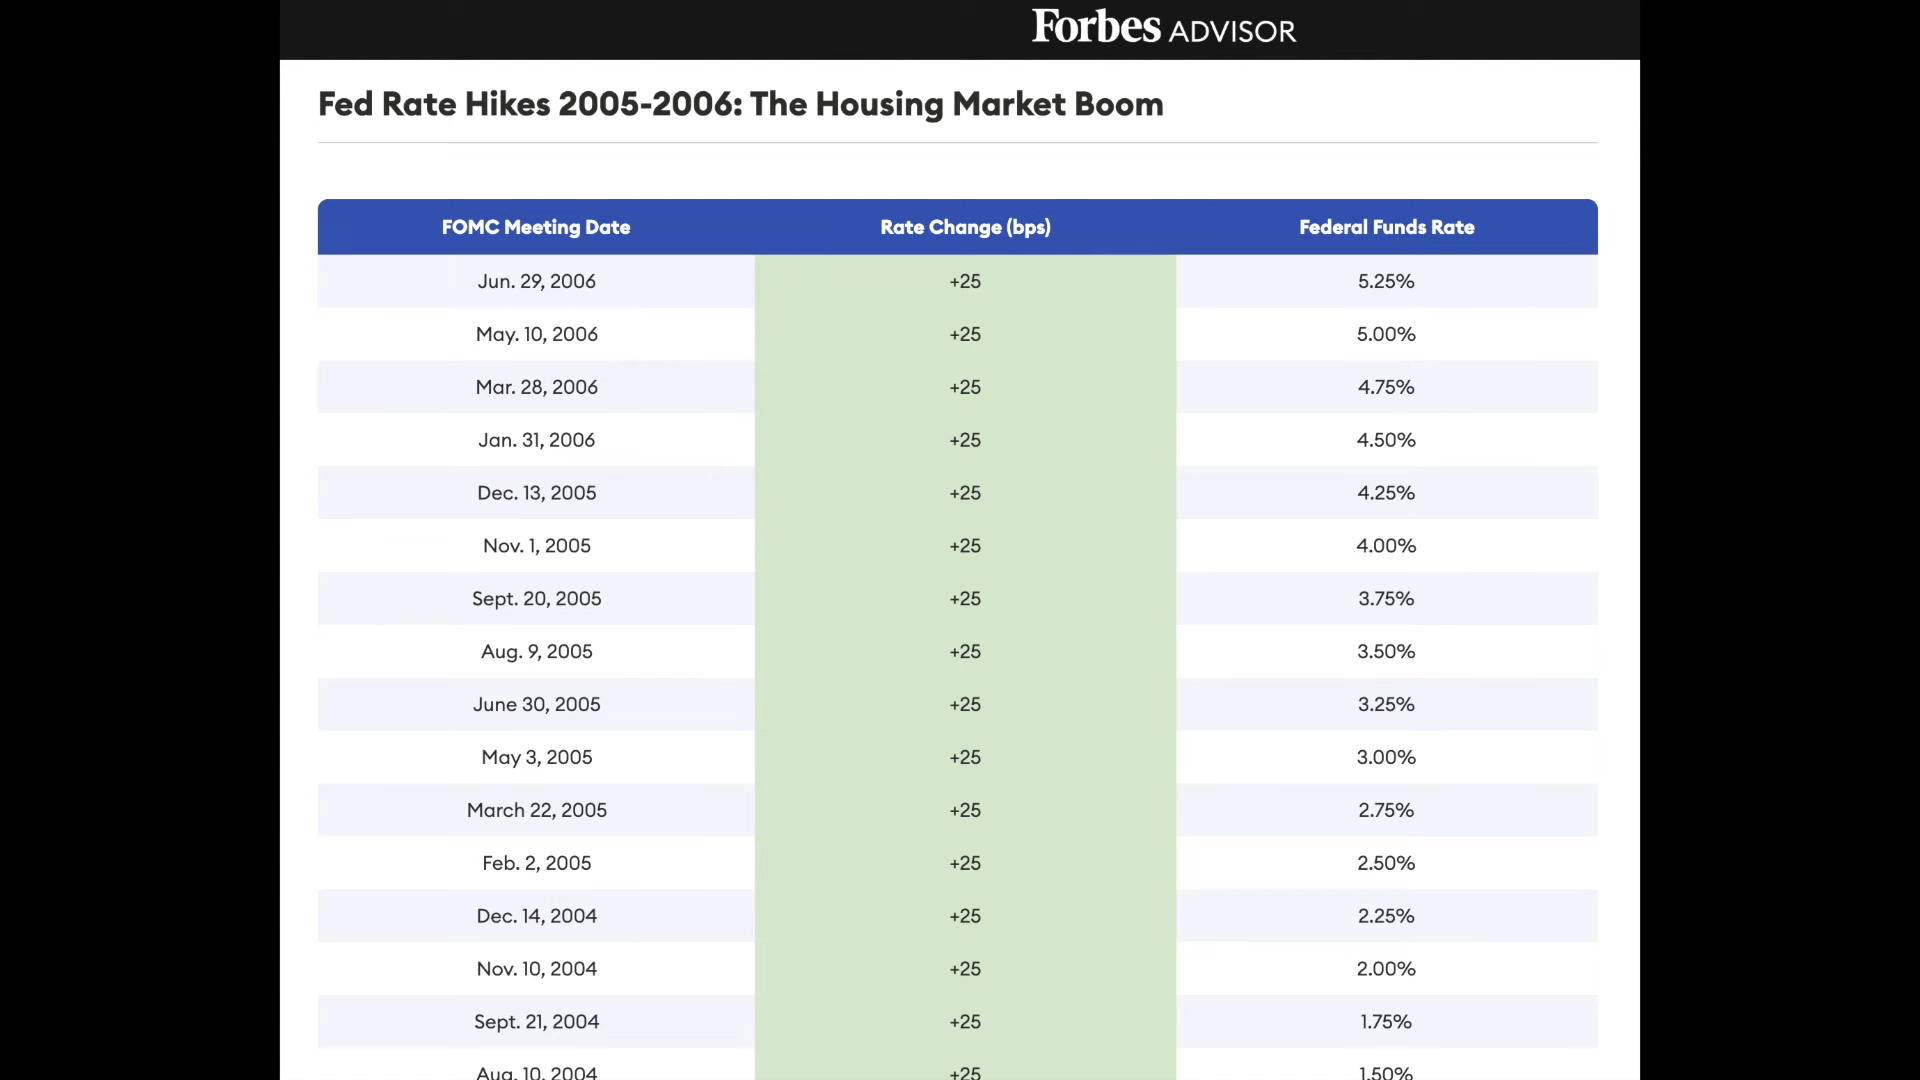 Forbes ADVISOR
Fed Rate Hikes 2005-2006: The Housing Market Boom
FOMC Meeting Date Rate Change (bps) Federal Funds Rate
Jun. 29, 2006 +25 5.25%
May. 10, 2006 +25 5.00%
Mar. 28, 2006 +25 4.75%
Jan. 31, 2006 +25 4.50%
Dec. 13, 2005 +25 4.25%
Nov. 1, 2005 +25 4.00%
Sept. 20, 2005 +25 3.75%
Aug. 9, 2005 +25 3.50%
June 30, 2005 +25 3.25%
May 3, 2005 +25 3.00%
March 22, 2005 +25 2.75%
Feb. 2, 2005 +25 2.50%
Dec. 14, 2004 +25 2.25%
Nov. 10, 2004 +25 2.00%
Sept. 21, 2004 +25 1.75%
Aug. 10, 2004 +25 1.50%